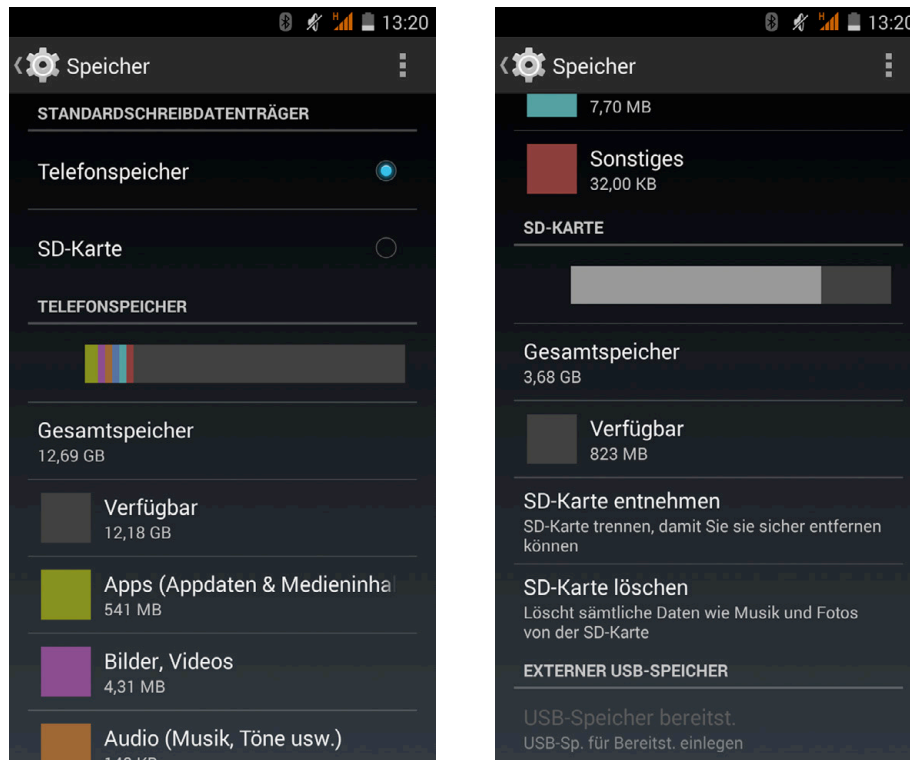 H 13:20
Speicher
STANDARDSCHREIBDATENTRÄGER
Telefonspeicher
SD-Karte
TELEFONSPEICHER
Gesamtspeicher
12,69 GB
Verfügbar
12,18 GB
Apps (Appdaten & Medieninha
541 MB
Bilder, Videos
4,31 MB
Audio (Musik, Töne usw.)
H 13:20
Speicher
7,70 MB
Sonstiges
32,00 KB
SD-KARTE
Gesamtspeicher
3,68 GB
Verfügbar
823 MB
SD-Karte entnehmen
SD-Karte trennen, damit Sie sie sicher entfernen
können
SD-Karte löschen
Löscht sämtliche Daten wie Musik und Fotos
von der SD-Karte
EXTERNER USB-SPEICHER
USB-Speicher bereitst.
USB-Sp. für Bereitst. einlegen